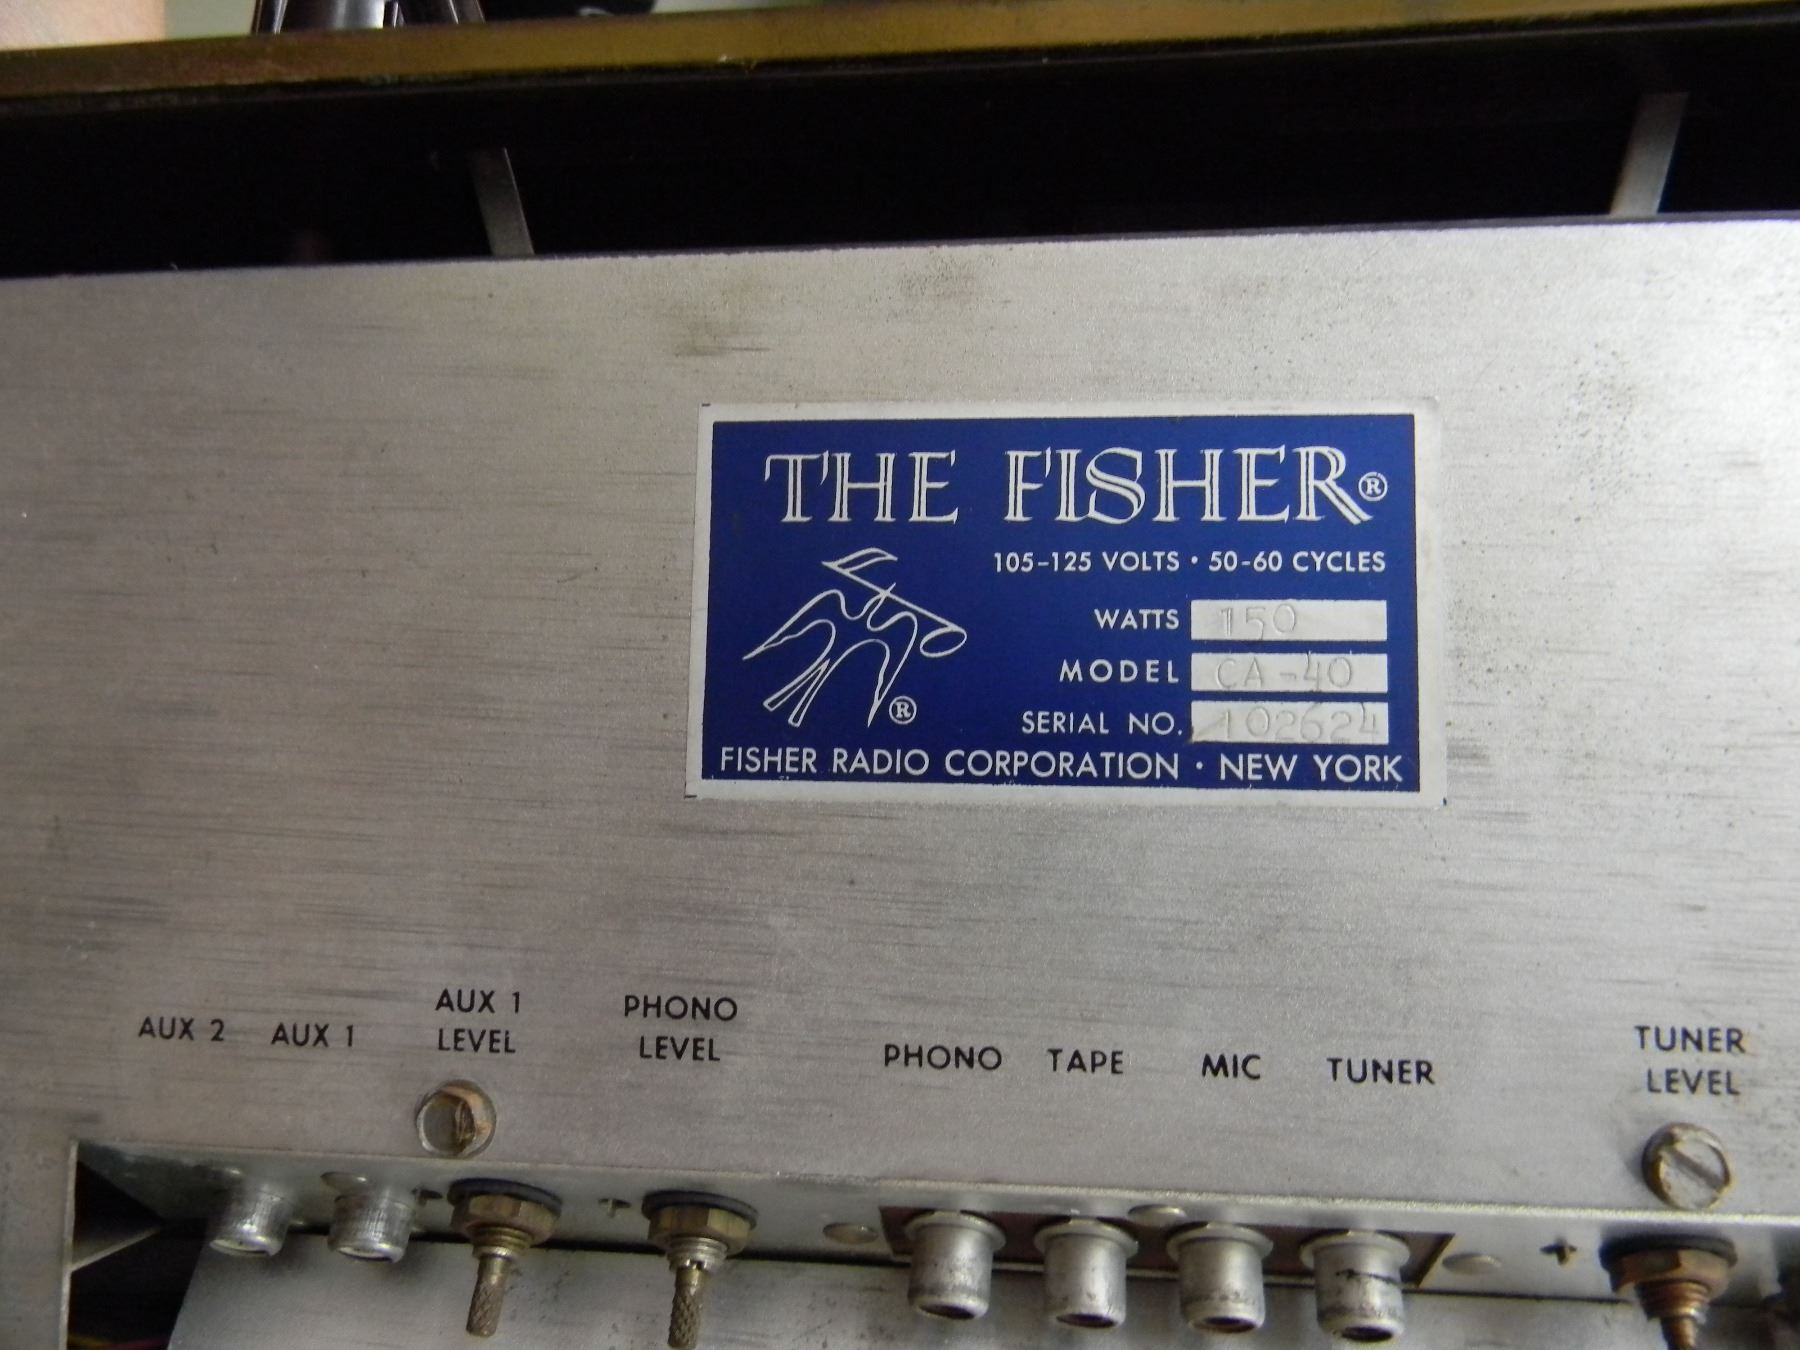 THE FISHER®
105-125 VOLTS · 50-60 CYCLES
WATTS 150
MODEL CA-40
SERIAL NO. 102624
®
FISHER RADIO CORPORATION · NEW YORK
AUX 2
AUX 1
AUX 1
LEVEL
PHONO
LEVEL
PHONO
TAPE
MIC
TUNER
TUNER
LEVEL